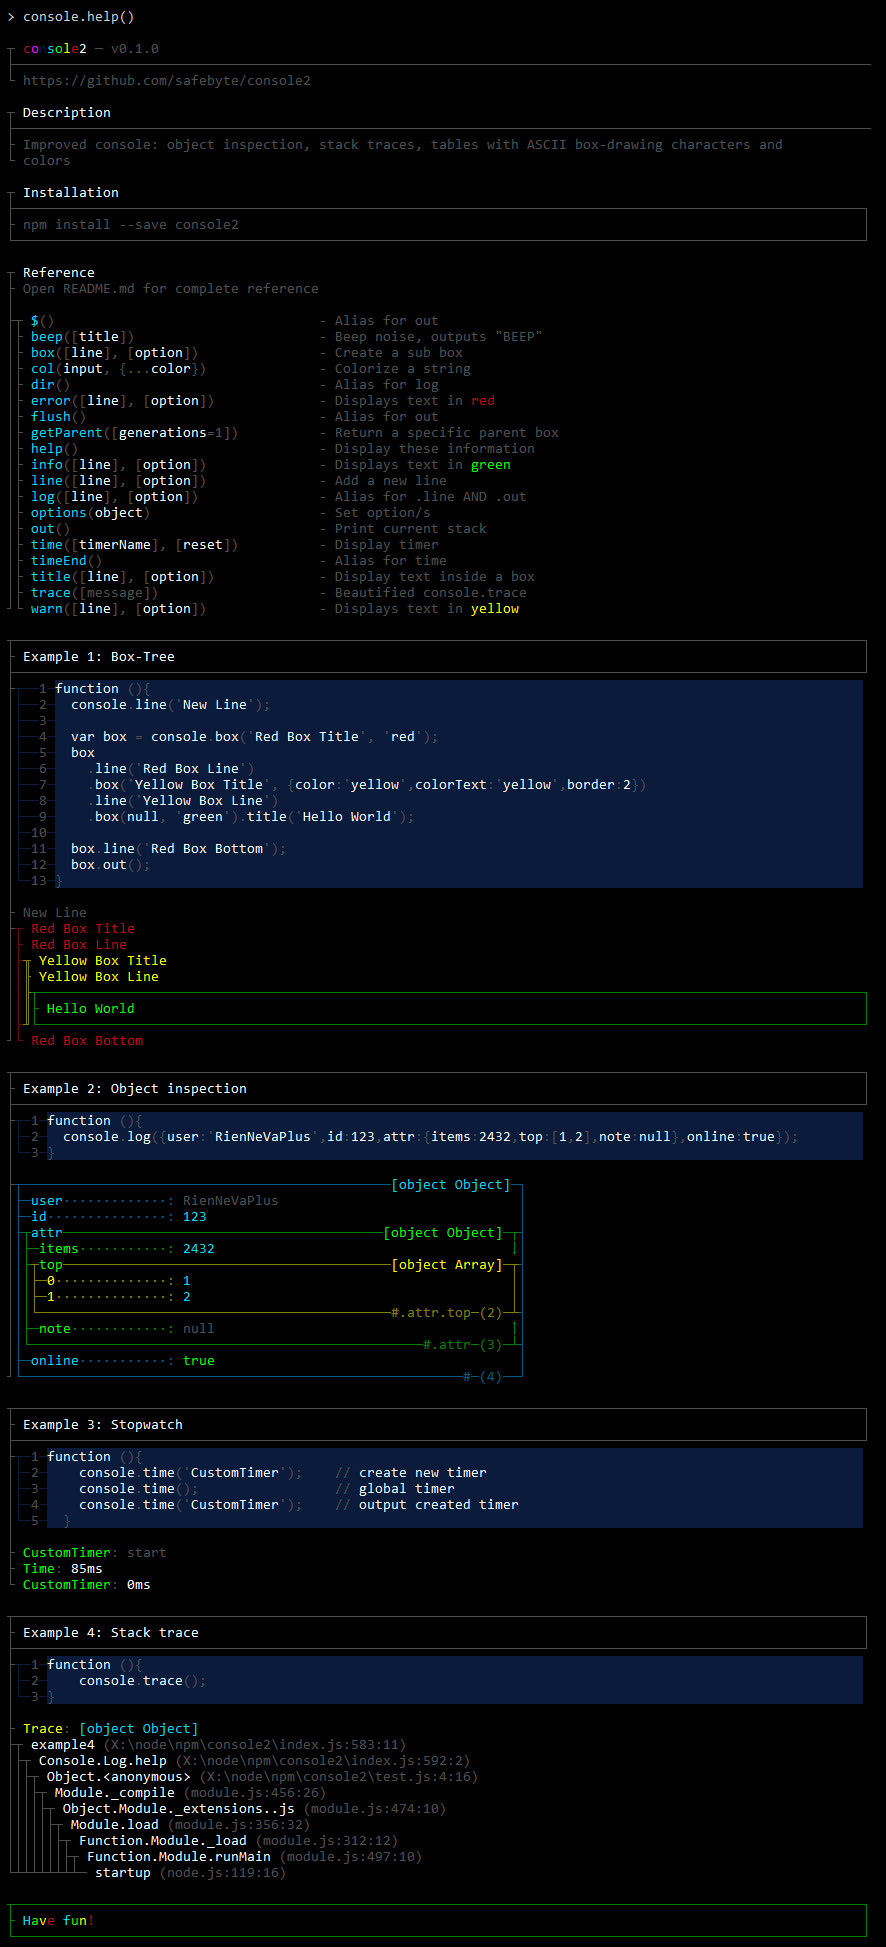 > console.help()
console2 — v0.1.0
https://github.com/safebyte/console2
Description
Improved console: object inspection, stack traces, tables with ASCII box-drawing characters and
colors
Installation
npm install --save console2
Reference
Open README.md for complete reference
$() - Alias for out
beep([title]) - Beep noise, outputs "BEEP"
box([line], [option]) - Create a sub box
col(input, {...color}) - Colorize a string
dir() - Alias for log
error([line], [option]) - Displays text in red
flush() - Alias for out
getParent([generations=1]) - Return a specific parent box
help() - Display these information
info([line], [option]) - Displays text in green
line([line], [option]) - Add a new line
log([line], [option]) - Alias for .line AND .out
options(object) - Set option/s
out() - Print current stack
time([timerName], [reset]) - Display timer
timeEnd() - Alias for time
title([line], [option]) - Display text inside a box
trace([message]) - Beautified console.trace
warn([line], [option]) - Displays text in yellow
Example 1: Box-Tree
1 function (){
2 console.line('New Line');
3
4 var box = console.box('Red Box Title', 'red');
5 box
6 .line('Red Box Line')
7 .box('Yellow Box Title', {color:'yellow',colorText:'yellow',border:2})
8 .line('Yellow Box Line')
9 .box(null, 'green').title('Hello World');
10
11 box.line('Red Box Bottom');
12 box.out();
13 }
New Line
Red Box Title
Red Box Line
Yellow Box Title
Yellow Box Line
Hello World
Red Box Bottom
Example 2: Object inspection
1 function (){
2 console.log({user:'RienNeVaPlus',id:123,attr:{items:2432,top:[1,2],note:null},online:true});
3 }
[object Object]
user·············: RienNeVaPlus
id···············: 123
attr [object Object]
items···········: 2432
top [object Array]
0··············: 1
1··············: 2
#.attr.top─(2)
note············: null
#.attr─(3)
online···········: true
#─(4)
Example 3: Stopwatch
1 function (){
2 console.time('CustomTimer'); // create new timer
3 console.time(); // global timer
4 console.time('CustomTimer'); // output created timer
5 }
CustomTimer: start
Time: 85ms
CustomTimer: 0ms
Example 4: Stack trace
1 function (){
2 console.trace();
3 }
Trace: [object Object]
example4 (X:\node\npm\console2\index.js:583:11)
Console.Log.help (X:\node\npm\console2\index.js:592:2)
Object.<anonymous> (X:\node\npm\console2\test.js:4:16)
Module._compile (module.js:456:26)
Object.Module._extensions..js (module.js:474:10)
Module.load (module.js:356:32)
Function.Module._load (module.js:312:12)
Function.Module.runMain (module.js:497:10)
startup (node.js:119:16)
Have fun!